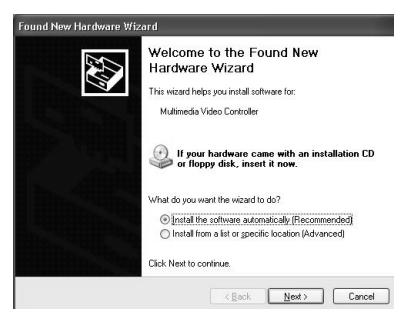 Found New Hardware Wizard
Welcome to the Found New
Hardware Wizard
This wizard helps you install software for:
Multimedia Video Controller
If your hardware came with an installation CD
or floppy disk, insert it now.
What do you want the wizard to do?
Install the software automatically (Recommended)
Install from a list or specific location (Advanced)
Click Next to continue.
< Back Next > Cancel